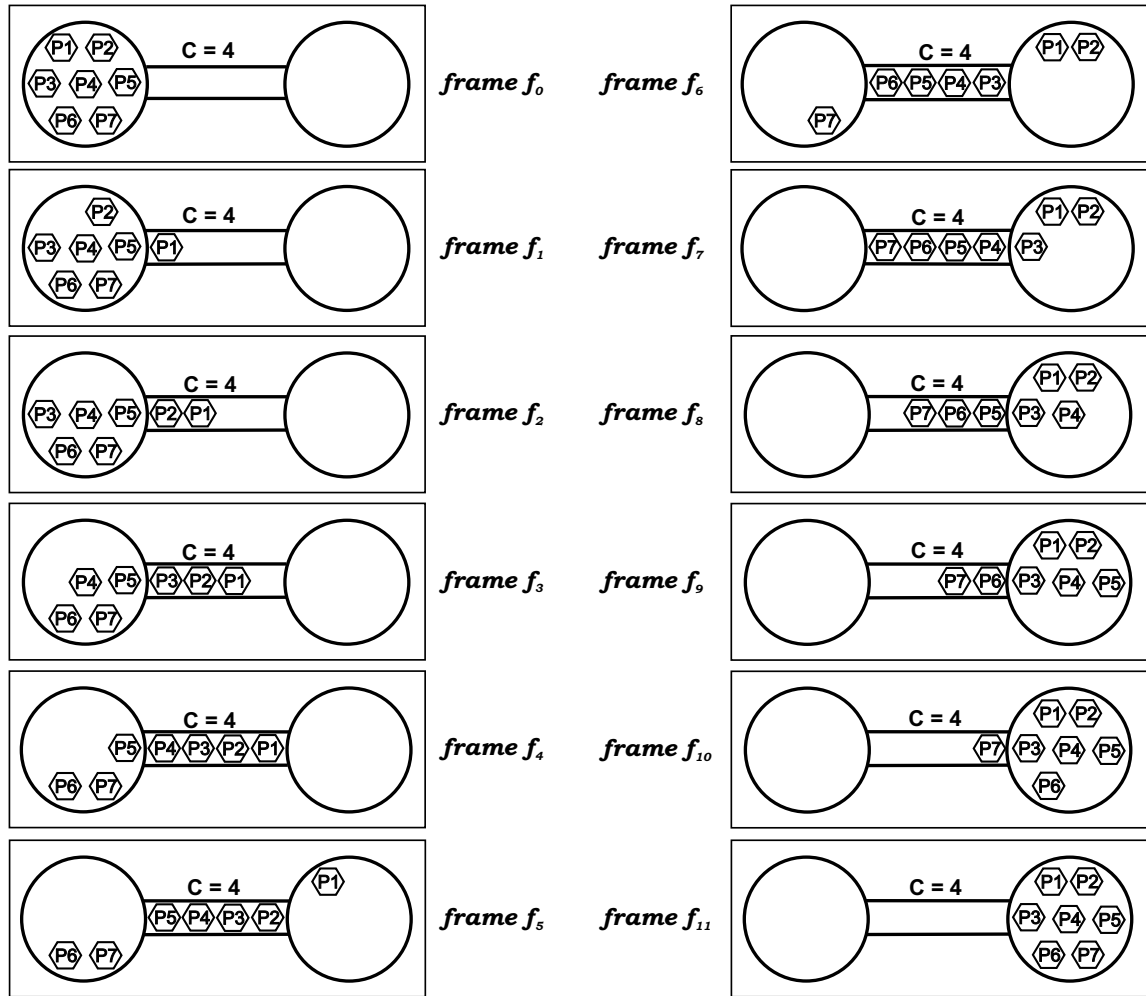 P1 P2
C = 4
P3 P4 P5
P6 P7
frame f0
P2
C = 4
P3 P4 P5 P1
P6 P7
frame f1
C = 4
P3 P4 P5 P2 P1
P6 P7
frame f2
C = 4
P4 P5 P3 P2 P1
P6 P7
frame f3
C = 4
P5 P4 P3 P2 P1
P6 P7
frame f4
C = 4
P1
P5 P4 P3 P2
P6 P7
frame f5
frame f6
C = 4
P1 P2
P6 P5 P4 P3
P7
frame f7
C = 4
P1 P2
P7 P6 P5 P4 P3
frame f8
C = 4
P1 P2
P7 P6 P5 P3 P4
frame f9
C = 4
P1 P2
P7 P6 P3 P4 P5
frame f10
C = 4
P1 P2
P7 P3 P4 P5
P6
frame f11
C = 4
P1 P2
P3 P4 P5
P6 P7